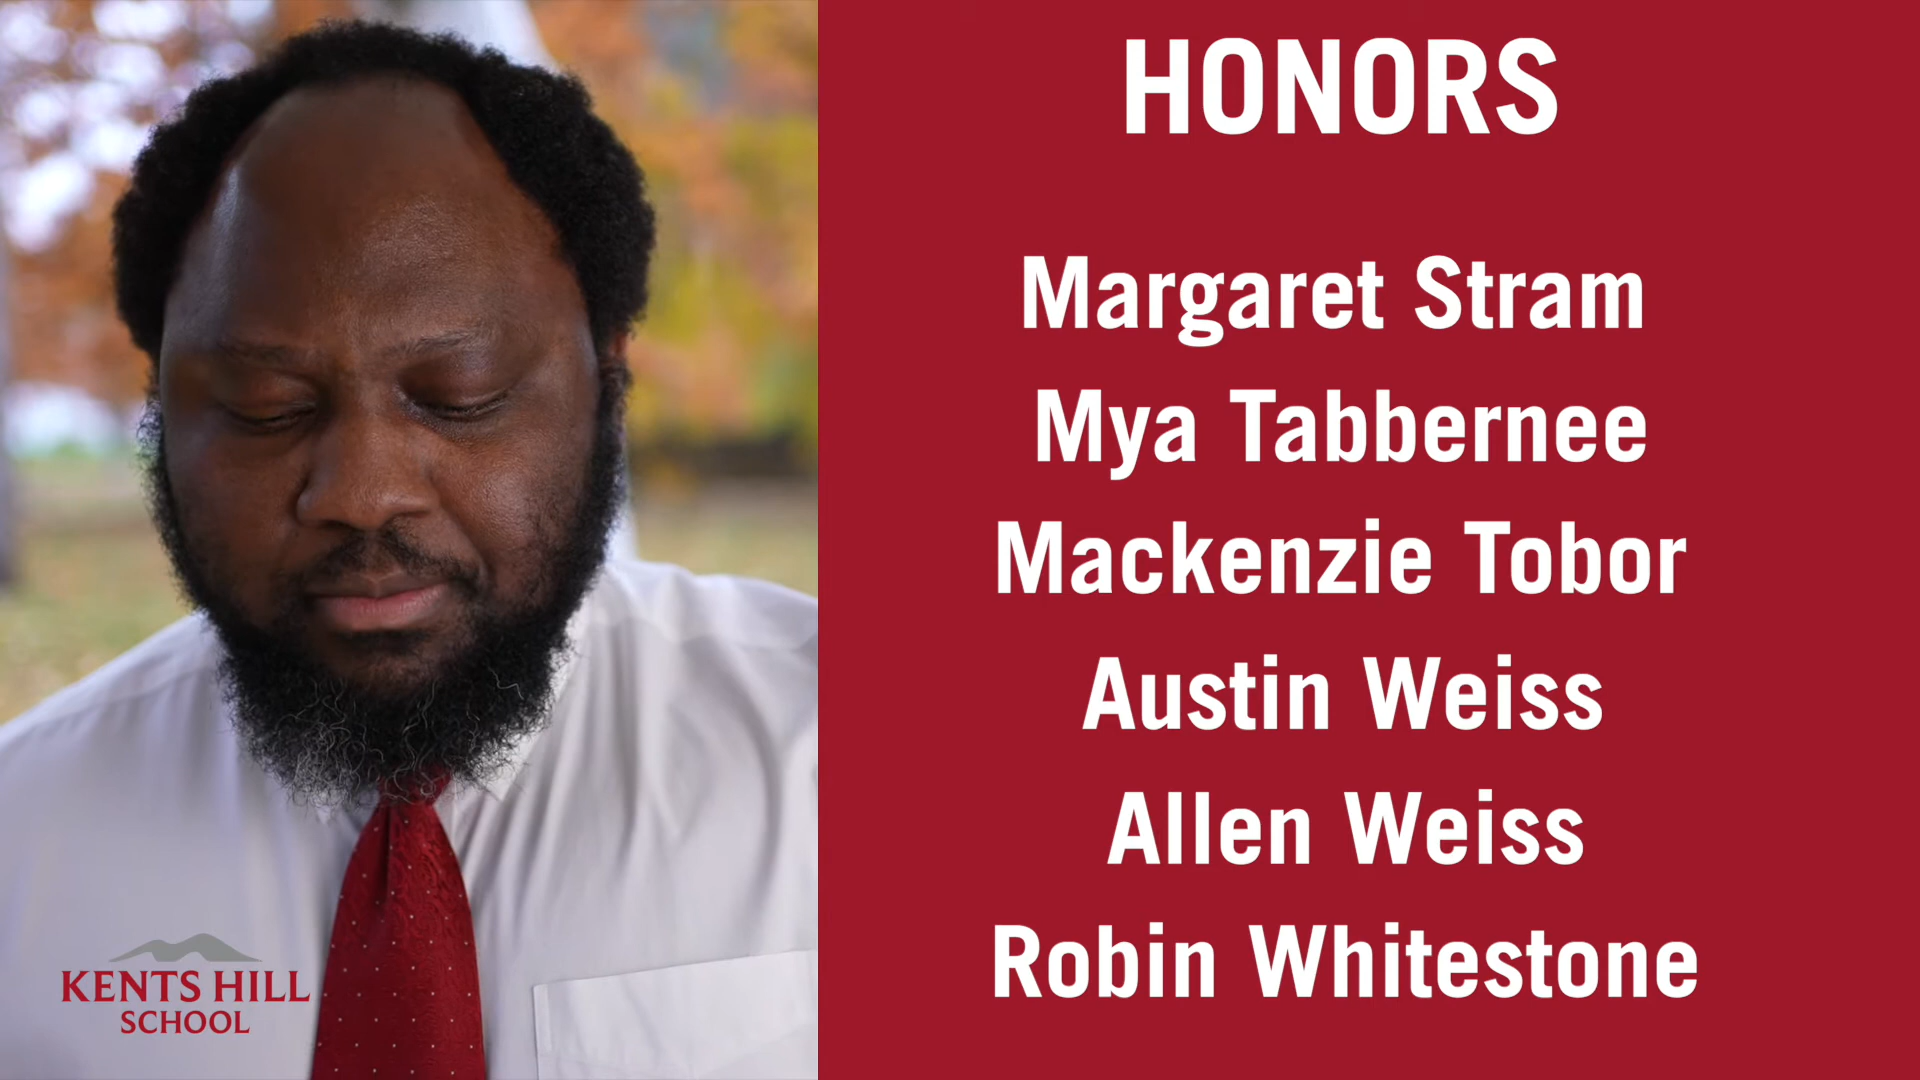 HONORS
Margaret Stram
Mya Tabbernee
Mackenzie Tobor
Austin Weiss
Allen Weiss
Robin Whitestone
KENTS HILL
SCHOOL